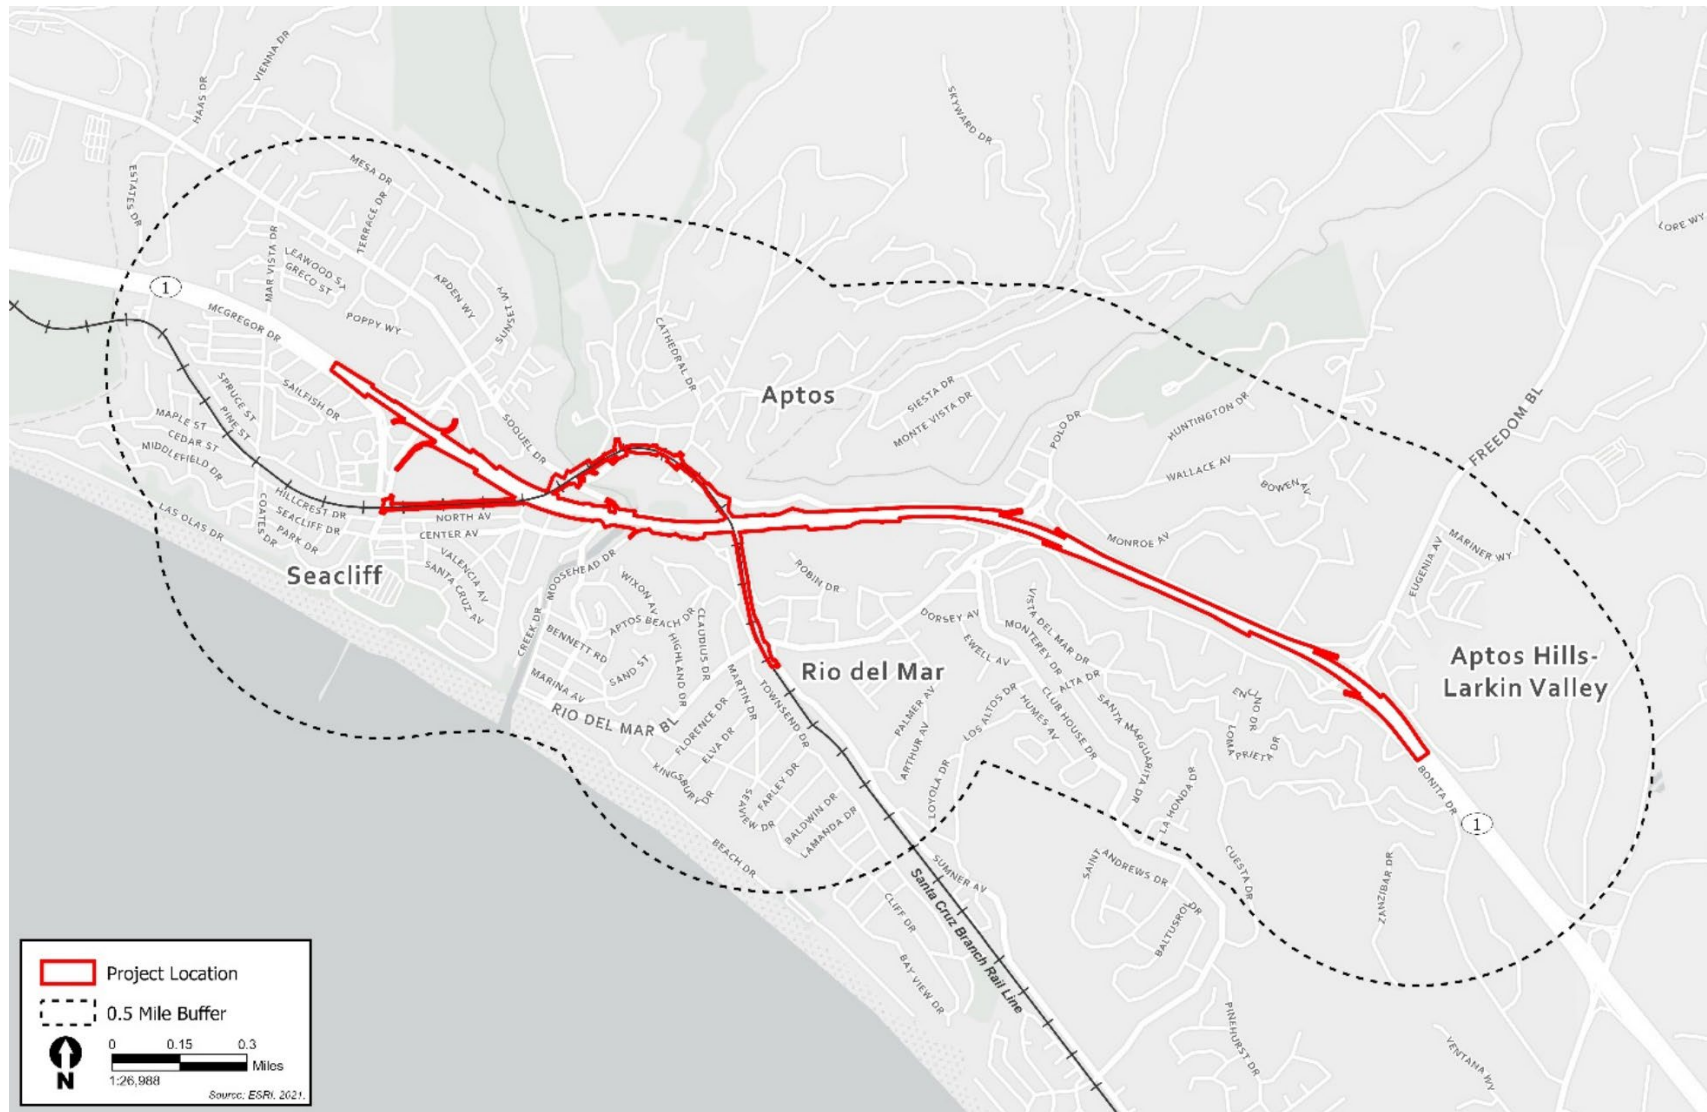 VIENNA DR
HAAS DR
SKYWARD DR
MESA DR
ESTATES DR
TERRACE DR
LORE WY
MAR VISTA DR
LEAWOOD ST
GRECO ST
ARDEN WY
SUNSET WY
1
MCGREGOR DR
POPPY WY
CATHEDRAL DR
Aptos
SIESTA DR
MONTE VISTA DR
POLO DR
HUNTINGTON DR
FREEDOM BL
SPRUCE ST
PINE ST
SAILFISH DR
MAPLE ST
CEDAR ST
MIDDLEFIELD DR
SOQUEL DR
WALLACE AV
BOWEN AV
LAS OLAS DR
COATES DR
HILLCREST DR
SEACLIFF DR
PARK DR
NORTH AV
CENTER AV
MONROE AV
MARINER WY
EUGENIA AV
Seacliff
VALENCIA AV
SANTA CRUZ AV
MOOSEHEAD DR
WIXON AV
ROBIN DR
CREEK DR
BENNETT RD
APTOS BEACH DR
SAND ST
HIGHLAND DR
CLAUDIUS DR
MARINA AV
DORSEY AV
EWELL AV
VISTA DEL MAR DR
MONTEREY DR
ALTA DR
Rio del Mar
Aptos Hills-
Larkin Valley
MARTIN DR
TOWNSEND DR
RIO DEL MAR BL
FLORENCE DR
ELVA DR
KINGSBURY DR
PALMER AV
ARTHUR AV
LOS ALTOS DR
HUMES AV
CLUB HOUSE DR
SANTA MARGUARITA DR
ENCINO DR
LOMA PRIETA DR
SEAVIEW DR
FARLEY DR
BALDWIN DR
LAMANDA DR
LOYOLA DR
LA HONDA DR
BONITA DR
1
BEACH DR
SUMNER AV
SAINT ANDREWS DR
CUESTA DR
ZANZIBAR DR
CLIFF DR
Santa Cruz Branch Rail Line
BALTUSROL DR
BAY VIEW DR
PINEHURST DR
VENTANA WY
Project Location
0.5 Mile Buffer
0 0.15 0.3
Miles
N
1:26,988
Source: ESRI, 2021.